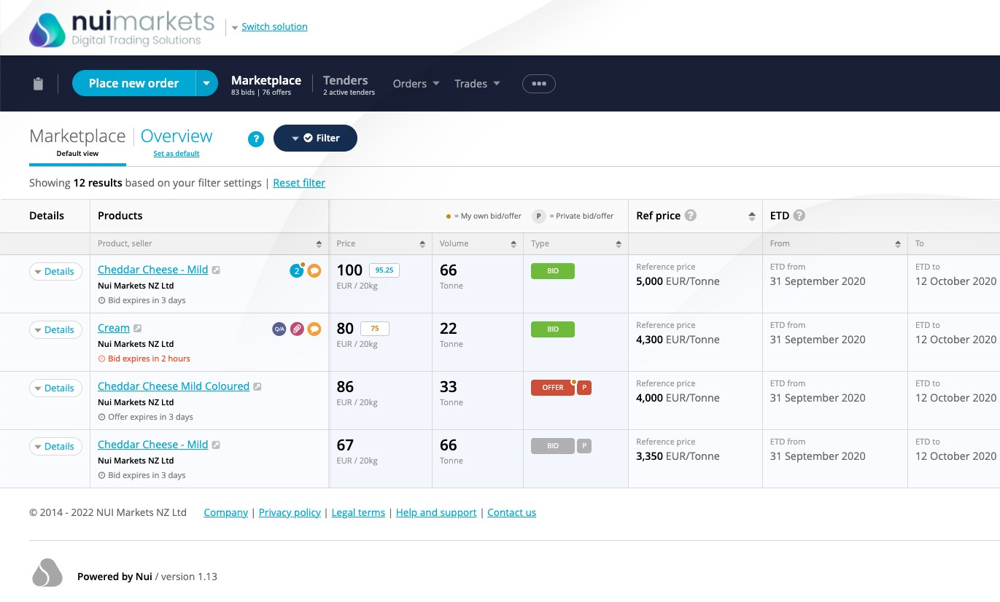 nuimarkets
Digital Trading Solutions
Switch solution
Place new order
Marketplace
83 bids | 76 offers
Tenders
2 active tenders
Orders
Trades
Marketplace
Default view
Overview
Set as default
?
Filter
Showing 12 results based on your filter settings | Reset filter
Details
Products
= My own bid/offer
P = Private bid/offer
Ref price ?
ETD ?
Product, seller
Price
Volume
Type
From
To
Details
Cheddar Cheese - Mild
2
Nui Markets NZ Ltd
Bid expires in 3 days
100 95.25
EUR / 20kg
66
Tonne
BID
Reference price
5,000 EUR/Tonne
ETD from
31 September 2020
ETD to
12 October 2020
Details
Cream
Q/A
Nui Markets NZ Ltd
Bid expires in 2 hours
80 75
EUR / 20kg
22
Tonne
BID
Reference price
4,300 EUR/Tonne
ETD from
31 September 2020
ETD to
12 October 2020
Details
Cheddar Cheese Mild Coloured
Nui Markets NZ Ltd
Offer expires in 3 days
86
EUR / 20kg
33
Tonne
OFFER P
Reference price
4,000 EUR/Tonne
ETD from
31 September 2020
ETD to
12 October 2020
Details
Cheddar Cheese - Mild
Nui Markets NZ Ltd
Bid expires in 3 days
67
EUR / 20kg
66
Tonne
BID P
Reference price
3,350 EUR/Tonne
ETD from
31 September 2020
ETD to
12 October 2020
© 2014 - 2022 NUI Markets NZ Ltd
Company | Privacy policy | Legal terms | Help and support | Contact us
Powered by Nui / version 1.13